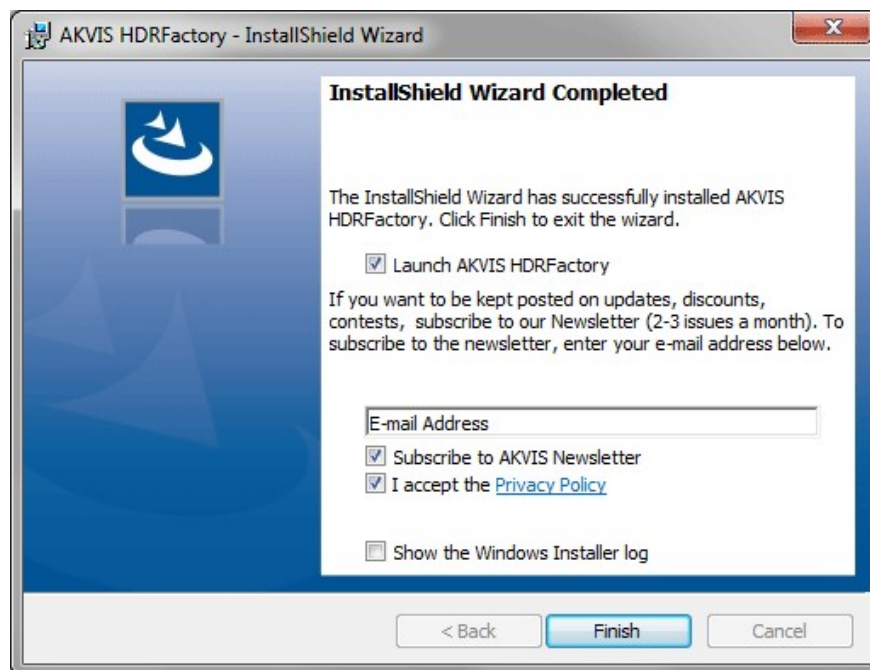 AKVIS HDRFactory - InstallShield Wizard
InstallShield Wizard Completed
The InstallShield Wizard has successfully installed AKVIS
HDRFactory. Click Finish to exit the wizard.
Launch AKVIS HDRFactory
If you want to be kept posted on updates, discounts,
contests,  subscribe to our Newsletter (2-3 issues a month). To
subscribe to the newsletter, enter your e-mail address below.
E-mail Address
Subscribe to AKVIS Newsletter
I accept the Privacy Policy
Show the Windows Installer log
< Back Finish Cancel